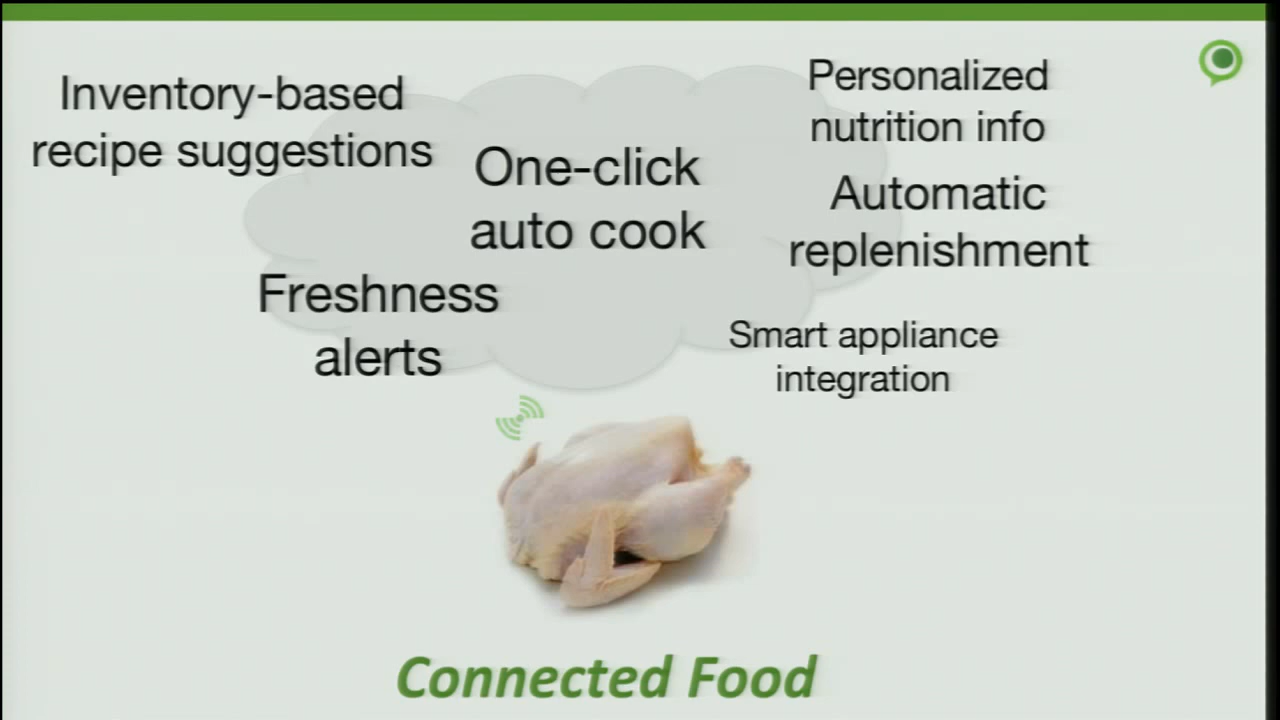 Inventory-based
recipe suggestions
One-click
auto cook
Personalized
nutrition info
Automatic
replenishment
Freshness
alerts
Smart appliance
integration
Connected Food